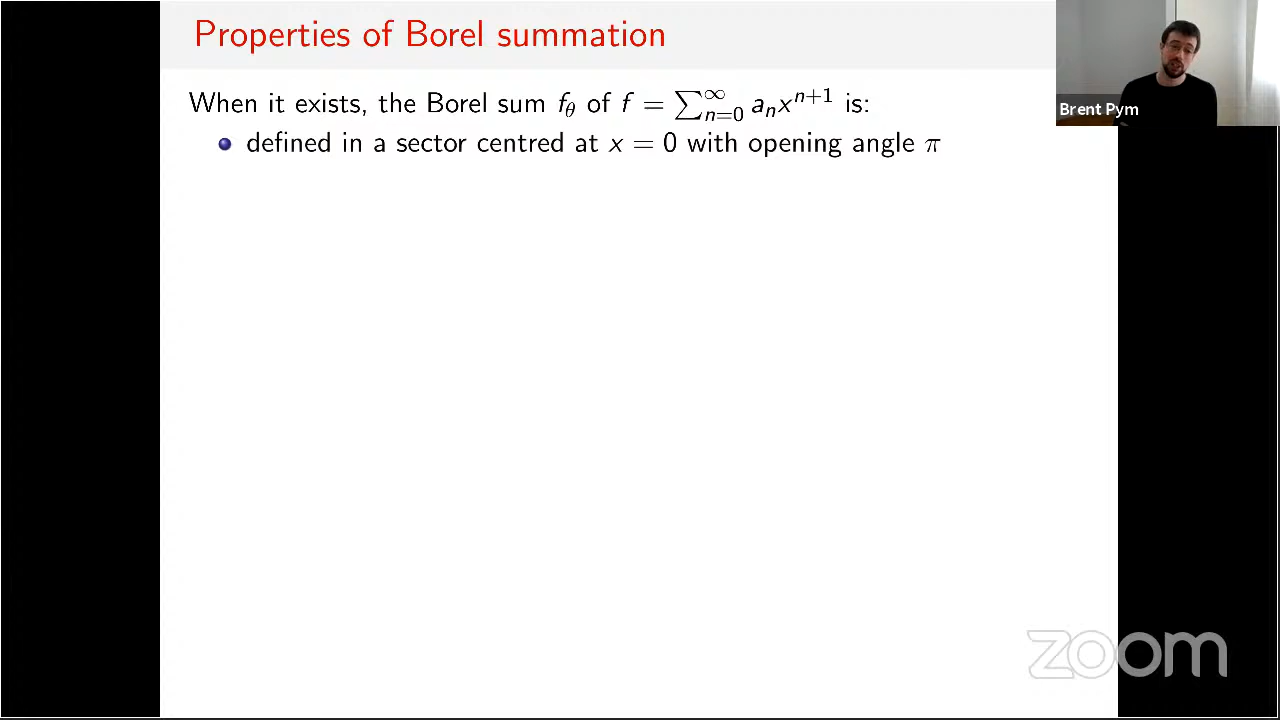 Properties of Borel summation
When it exists, the Borel sum f_θ of f = ∑_{n=0}^{∞} a_n x^{n+1} is:
defined in a sector centred at x = 0 with opening angle π
Brent Pym
zoom